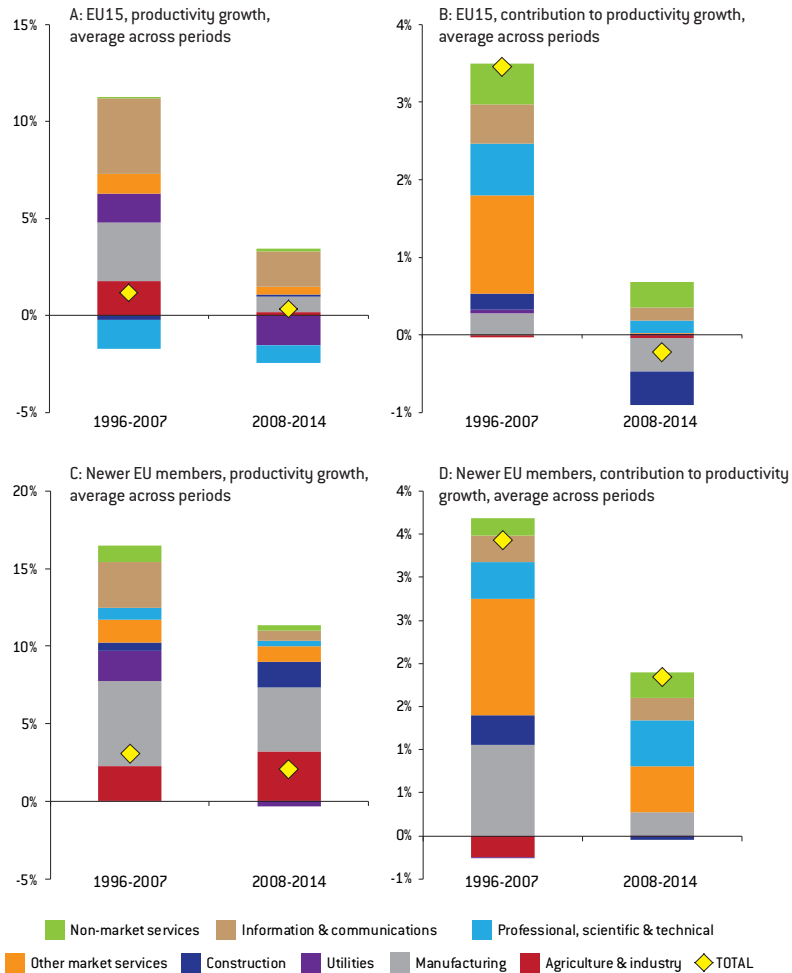 A: EU15, productivity growth,
average across periods
15%
10%
5%
0%
-5%
1996-2007
2008-2014
B: EU15, contribution to productivity growth,
average across periods
4%
3%
2%
1%
0%
-1%
1996-2007
2008-2014
C: Newer EU members, productivity growth,
average across periods
20%
15%
10%
5%
0%
-5%
1996-2007
2008-2014
D: Newer EU members, contribution to productivity
growth, average across periods
4%
4%
3%
3%
2%
2%
1%
1%
0%
-1%
1996-2007
2008-2014
Non-market services
Information & communications
Professional, scientific & technical
Other market services
Construction
Utilities
Manufacturing
Agriculture & industry
TOTAL